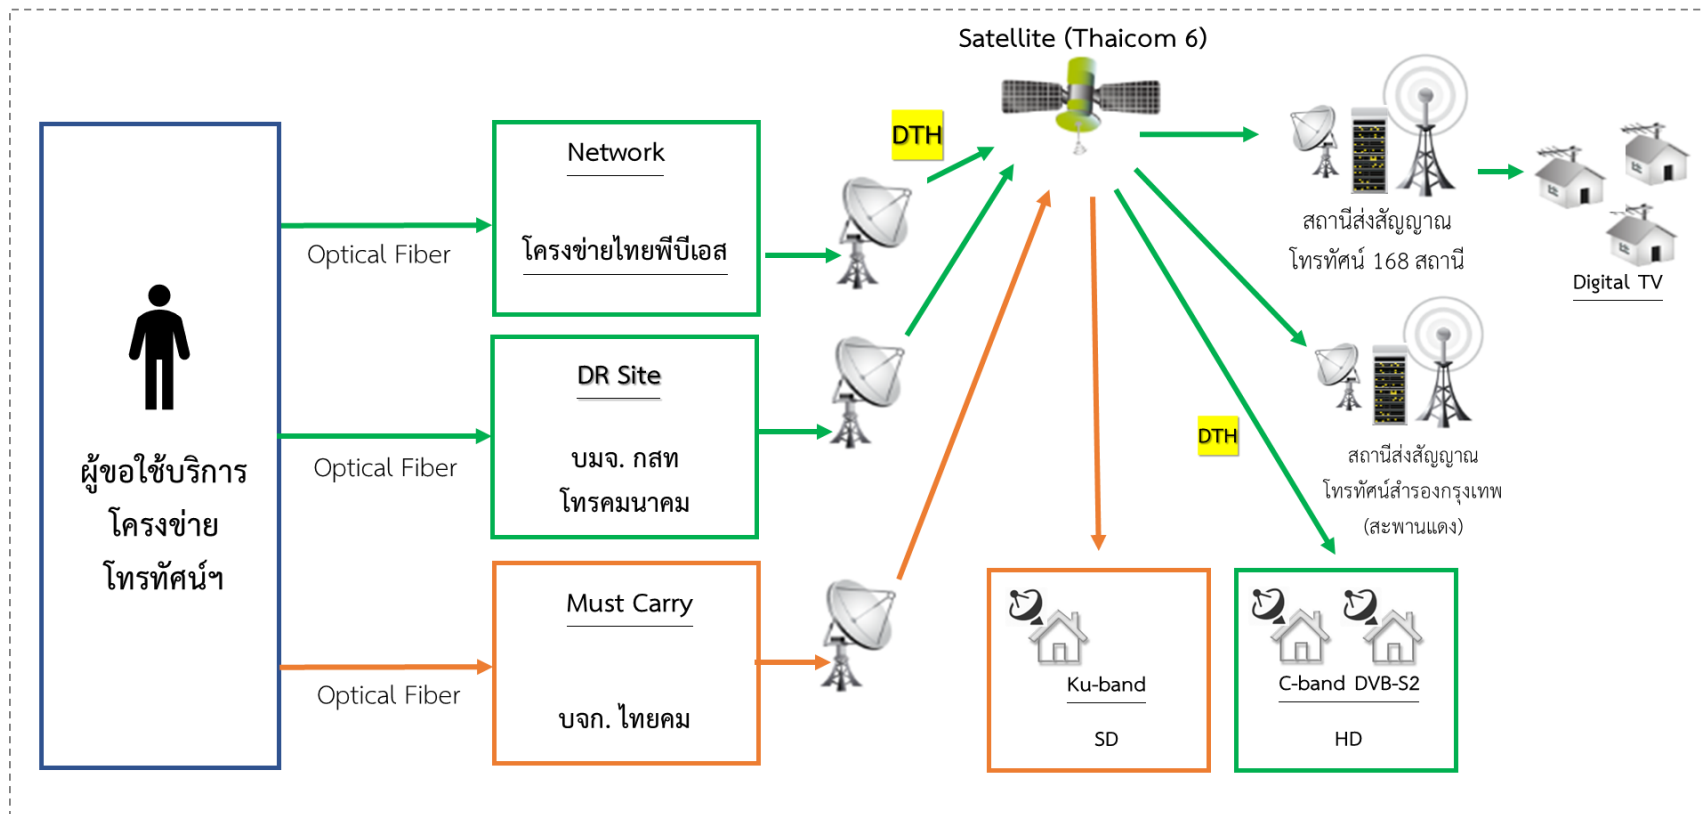 Satellite (Thaicom 6)
DTH
ผู้ขอใช้บริการ
โครงข่าย
โทรทัศน์ฯ
Optical Fiber
Optical Fiber
Optical Fiber
Network
โครงข่ายไทยพีบีเอส
DR Site
บมจ. กสท
โทรคมนาคม
Must Carry
บจก. ไทยคม
สถานีส่งสัญญาณ
โทรทัศน์ 168 สถานี
Digital TV
สถานีส่งสัญญาณ
โทรทัศน์สำรองกรุงเทพ
(สะพานแดง)
DTH
Ku-band
SD
C-band DVB-S2
HD